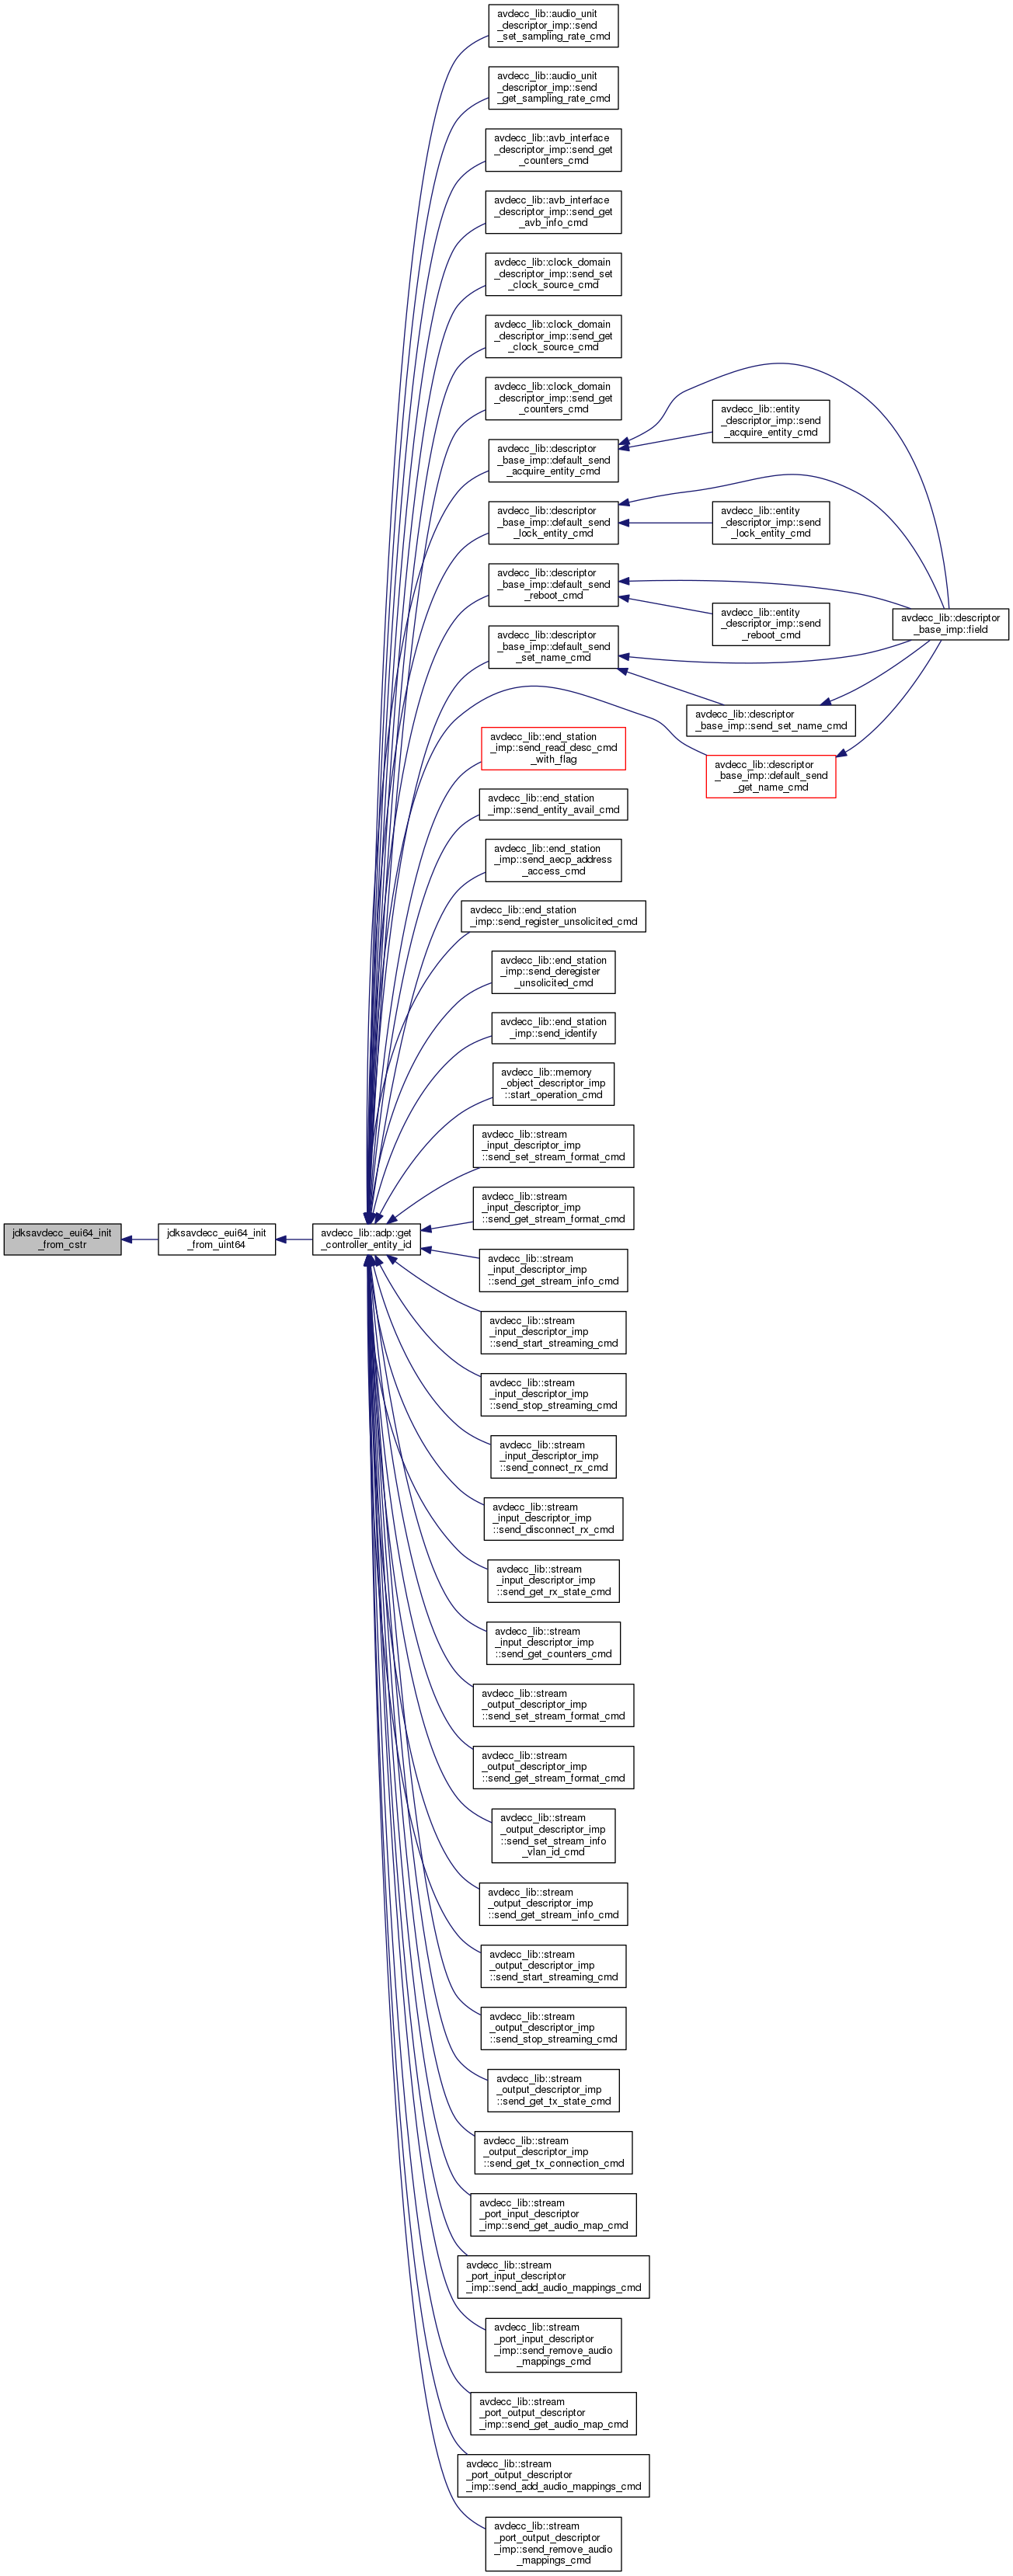 jdksavdecc_eui64_init
_from_cstr
jdksavdecc_eui64_init
_from_uint64
avdecc_lib::adp::get
_controller_entity_id
avdecc_lib::audio_unit
_descriptor_imp::send
_set_sampling_rate_cmd
avdecc_lib::audio_unit
_descriptor_imp::send
_get_sampling_rate_cmd
avdecc_lib::avb_interface
_descriptor_imp::send_get
_counters_cmd
avdecc_lib::avb_interface
_descriptor_imp::send_get
_avb_info_cmd
avdecc_lib::clock_domain
_descriptor_imp::send_set
_clock_source_cmd
avdecc_lib::clock_domain
_descriptor_imp::send_get
_clock_source_cmd
avdecc_lib::clock_domain
_descriptor_imp::send_get
_counters_cmd
avdecc_lib::descriptor
_base_imp::default_send
_acquire_entity_cmd
avdecc_lib::entity
_descriptor_imp::send
_acquire_entity_cmd
avdecc_lib::descriptor
_base_imp::default_send
_lock_entity_cmd
avdecc_lib::entity
_descriptor_imp::send
_lock_entity_cmd
avdecc_lib::descriptor
_base_imp::default_send
_reboot_cmd
avdecc_lib::entity
_descriptor_imp::send
_reboot_cmd
avdecc_lib::descriptor
_base_imp::field
avdecc_lib::descriptor
_base_imp::default_send
_set_name_cmd
avdecc_lib::descriptor
_base_imp::send_set_name_cmd
avdecc_lib::descriptor
_base_imp::default_send
_get_name_cmd
avdecc_lib::end_station
_imp::send_read_desc_cmd
_with_flag
avdecc_lib::end_station
_imp::send_entity_avail_cmd
avdecc_lib::end_station
_imp::send_aecp_address
_access_cmd
avdecc_lib::end_station
_imp::send_register_unsolicited_cmd
avdecc_lib::end_station
_imp::send_deregister
_unsolicited_cmd
avdecc_lib::end_station
_imp::send_identify
avdecc_lib::memory
_object_descriptor_imp
::start_operation_cmd
avdecc_lib::stream
_input_descriptor_imp
::send_set_stream_format_cmd
avdecc_lib::stream
_input_descriptor_imp
::send_get_stream_format_cmd
avdecc_lib::stream
_input_descriptor_imp
::send_get_stream_info_cmd
avdecc_lib::stream
_input_descriptor_imp
::send_start_streaming_cmd
avdecc_lib::stream
_input_descriptor_imp
::send_stop_streaming_cmd
avdecc_lib::stream
_input_descriptor_imp
::send_connect_rx_cmd
avdecc_lib::stream
_input_descriptor_imp
::send_disconnect_rx_cmd
avdecc_lib::stream
_input_descriptor_imp
::send_get_rx_state_cmd
avdecc_lib::stream
_input_descriptor_imp
::send_get_counters_cmd
avdecc_lib::stream
_output_descriptor_imp
::send_set_stream_format_cmd
avdecc_lib::stream
_output_descriptor_imp
::send_get_stream_format_cmd
avdecc_lib::stream
_output_descriptor_imp
::send_set_stream_info
_vlan_id_cmd
avdecc_lib::stream
_output_descriptor_imp
::send_get_stream_info_cmd
avdecc_lib::stream
_output_descriptor_imp
::send_start_streaming_cmd
avdecc_lib::stream
_output_descriptor_imp
::send_stop_streaming_cmd
avdecc_lib::stream
_output_descriptor_imp
::send_get_tx_state_cmd
avdecc_lib::stream
_output_descriptor_imp
::send_get_tx_connection_cmd
avdecc_lib::stream
_port_input_descriptor
_imp::send_get_audio_map_cmd
avdecc_lib::stream
_port_input_descriptor
_imp::send_add_audio_mappings_cmd
avdecc_lib::stream
_port_input_descriptor
_imp::send_remove_audio
_mappings_cmd
avdecc_lib::stream
_port_output_descriptor
_imp::send_get_audio_map_cmd
avdecc_lib::stream
_port_output_descriptor
_imp::send_add_audio_mappings_cmd
avdecc_lib::stream
_port_output_descriptor
_imp::send_remove_audio
_mappings_cmd